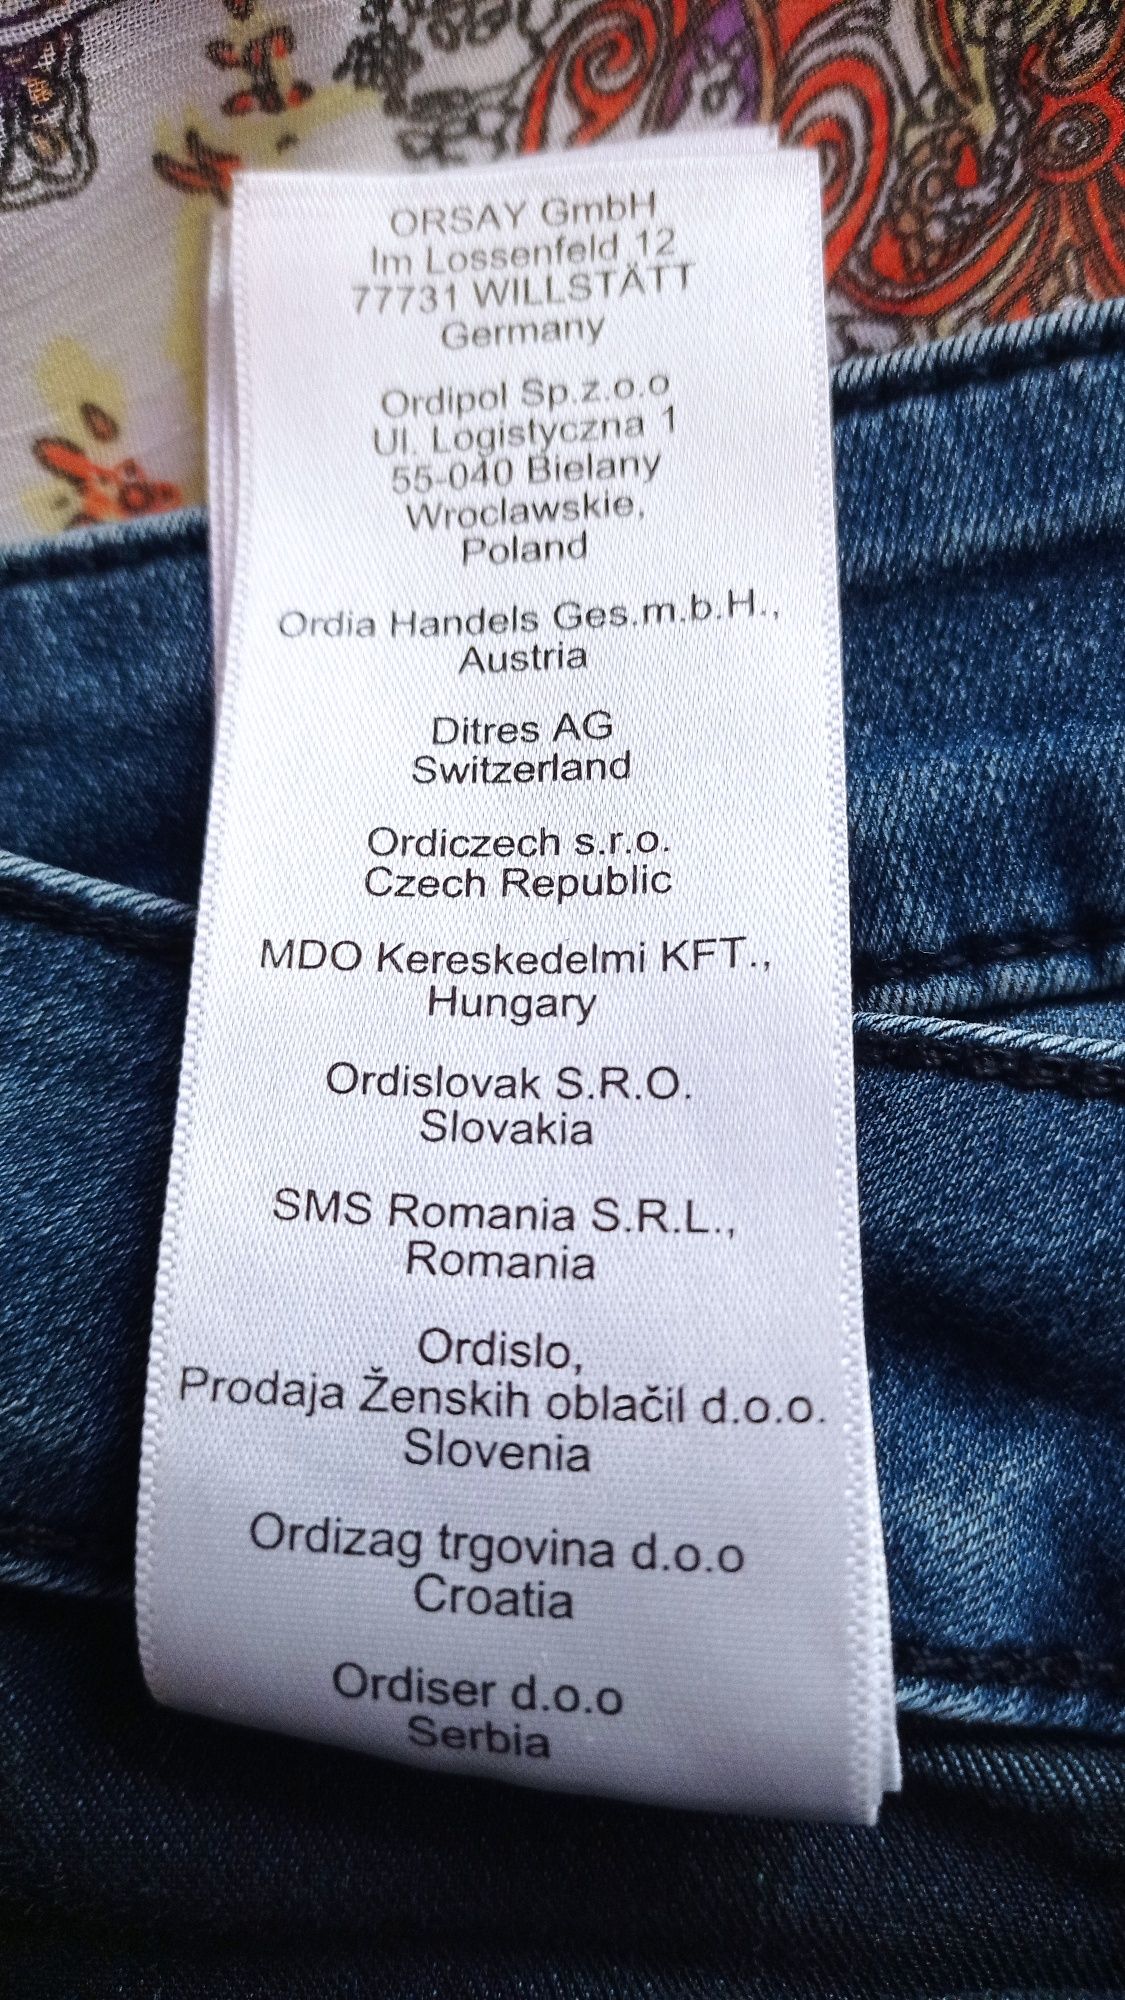 ORSAY GmbH
Im Lossenfeld 12
77731 WILLSTÄTT
Germany
Ordipol Sp.z.o.o
Ul. Logistyczna 1
55-040 Bielany
Wroclawskie,
Poland
Ordia Handels Ges.m.b.H.,
Austria
Ditres AG
Switzerland
Ordiczech s.r.o.
Czech Republic
MDO Kereskedelmi KFT.,
Hungary
Ordislovak S.R.O.
Slovakia
SMS Romania S.R.L.,
Romania
Ordislo,
Prodaja Ženskih oblačil d.o.o.
Slovenia
Ordizag trgovina d.o.o
Croatia
Ordiser d.o.o
Serbia